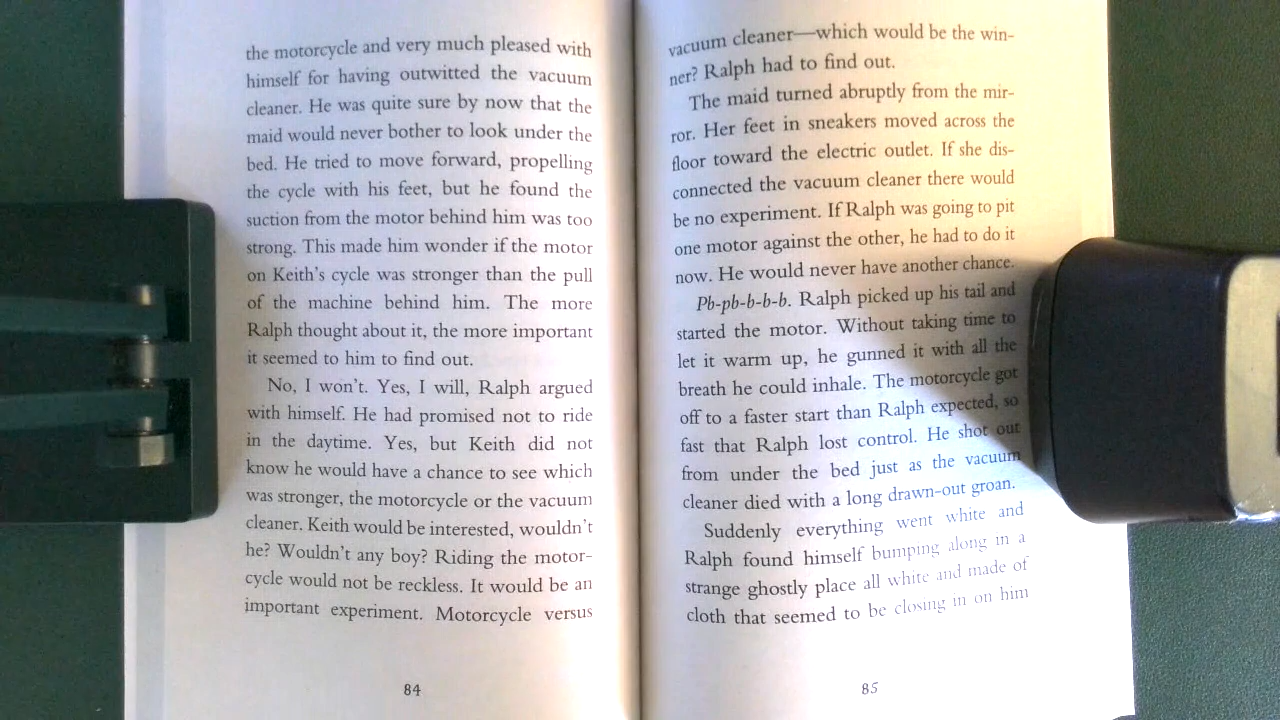 the motorcycle and very much pleased with
himself for having outwitted the vacuum
cleaner. He was quite sure by now that the
maid would never bother to look under the
bed. He tried to move forward, propelling
the cycle with his feet, but he found the
suction from the motor behind him was too
strong. This made him wonder if the motor
on Keith's cycle was stronger than the pull
of the machine behind him. The more
Ralph thought about it, the more important
it seemed to him to find out.
No, I won't. Yes, I will, Ralph argued
with himself. He had promised not to ride
in the daytime. Yes, but Keith did not
know he would have a chance to see which
was stronger, the motorcycle or the vacuum
cleaner. Keith would be interested, wouldn't
he? Wouldn't any boy? Riding the motor-
cycle would not be reckless. It would be an
important experiment. Motorcycle versus
84
vacuum cleaner—which would be the win-
ner? Ralph had to find out.
The maid turned abruptly from the mir-
ror. Her feet in sneakers moved across the
floor toward the electric outlet. If she dis-
connected the vacuum cleaner there would
be no experiment. If Ralph was going to pit
one motor against the other, he had to do it
now. He would never have another chance.
Pb-pb-b-b-b. Ralph picked up his tail and
started the motor. Without taking time to
let it warm up, he gunned it with all the
breath he could inhale. The motorcycle got
off to a faster start than Ralph expected, so
fast that Ralph lost control. He shot out
from under the bed just as the vacuum
cleaner died with a long drawn-out groan.
Suddenly everything went white and
Ralph found himself bumping along in a
strange ghostly place all white and made of
cloth that seemed to be closing in on him
85